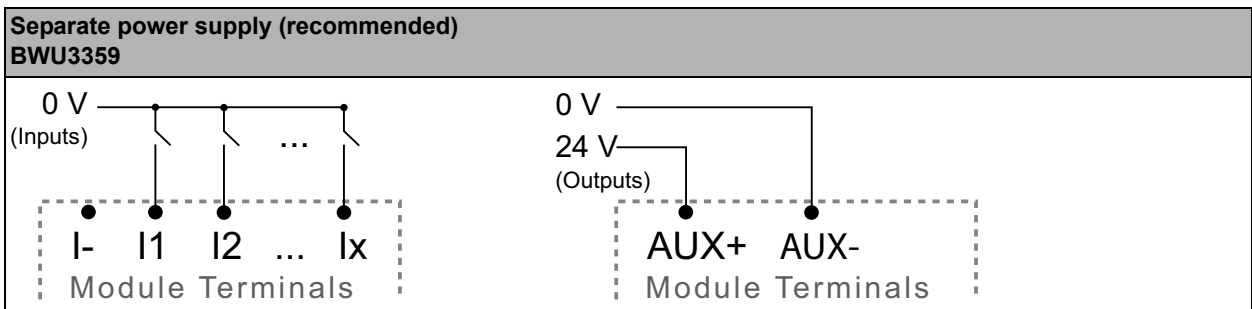 Separate power supply (recommended)
BWU3359
0 V
(Inputs)
...
I- I1 I2 ... Ix
Module Terminals
0 V
24 V
(Outputs)
AUX+ AUX-
Module Terminals